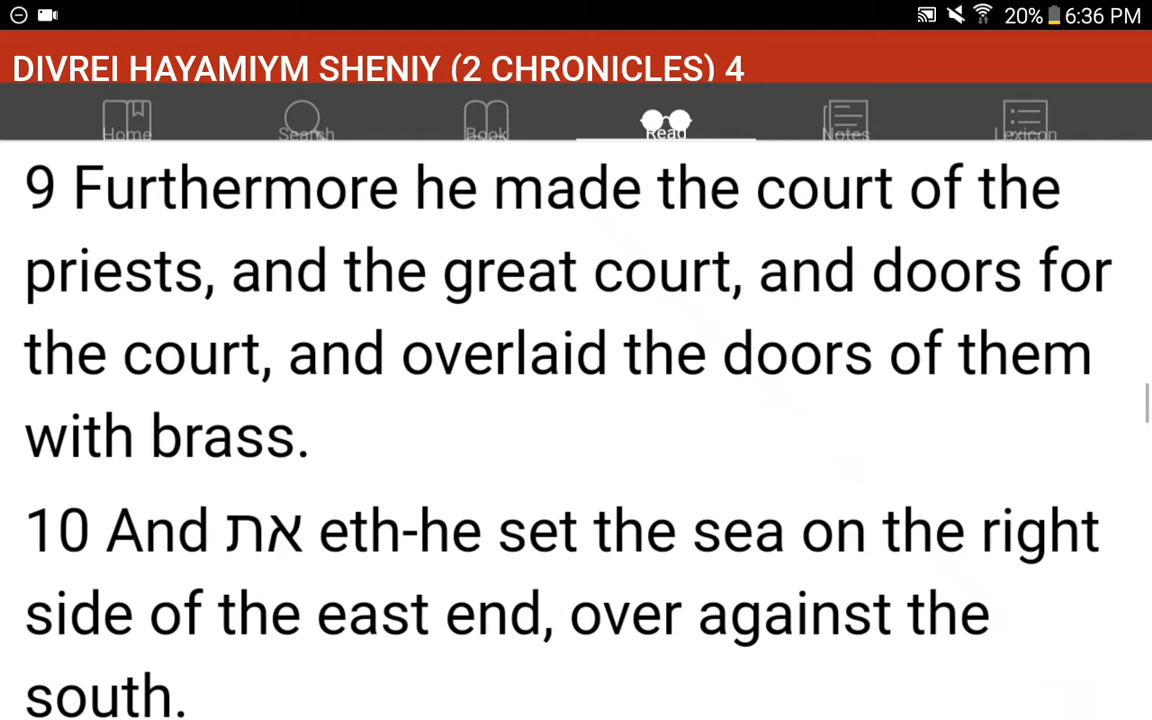 20% 6:36 PM
DIVREI HAYAMIYM SHENIY (2 CHRONICLES) 4
Home Search Book Read Notes Lexicon
9 Furthermore he made the court of the
priests, and the great court, and doors for
the court, and overlaid the doors of them
with brass.
10 And את eth-he set the sea on the right
side of the east end, over against the
south.